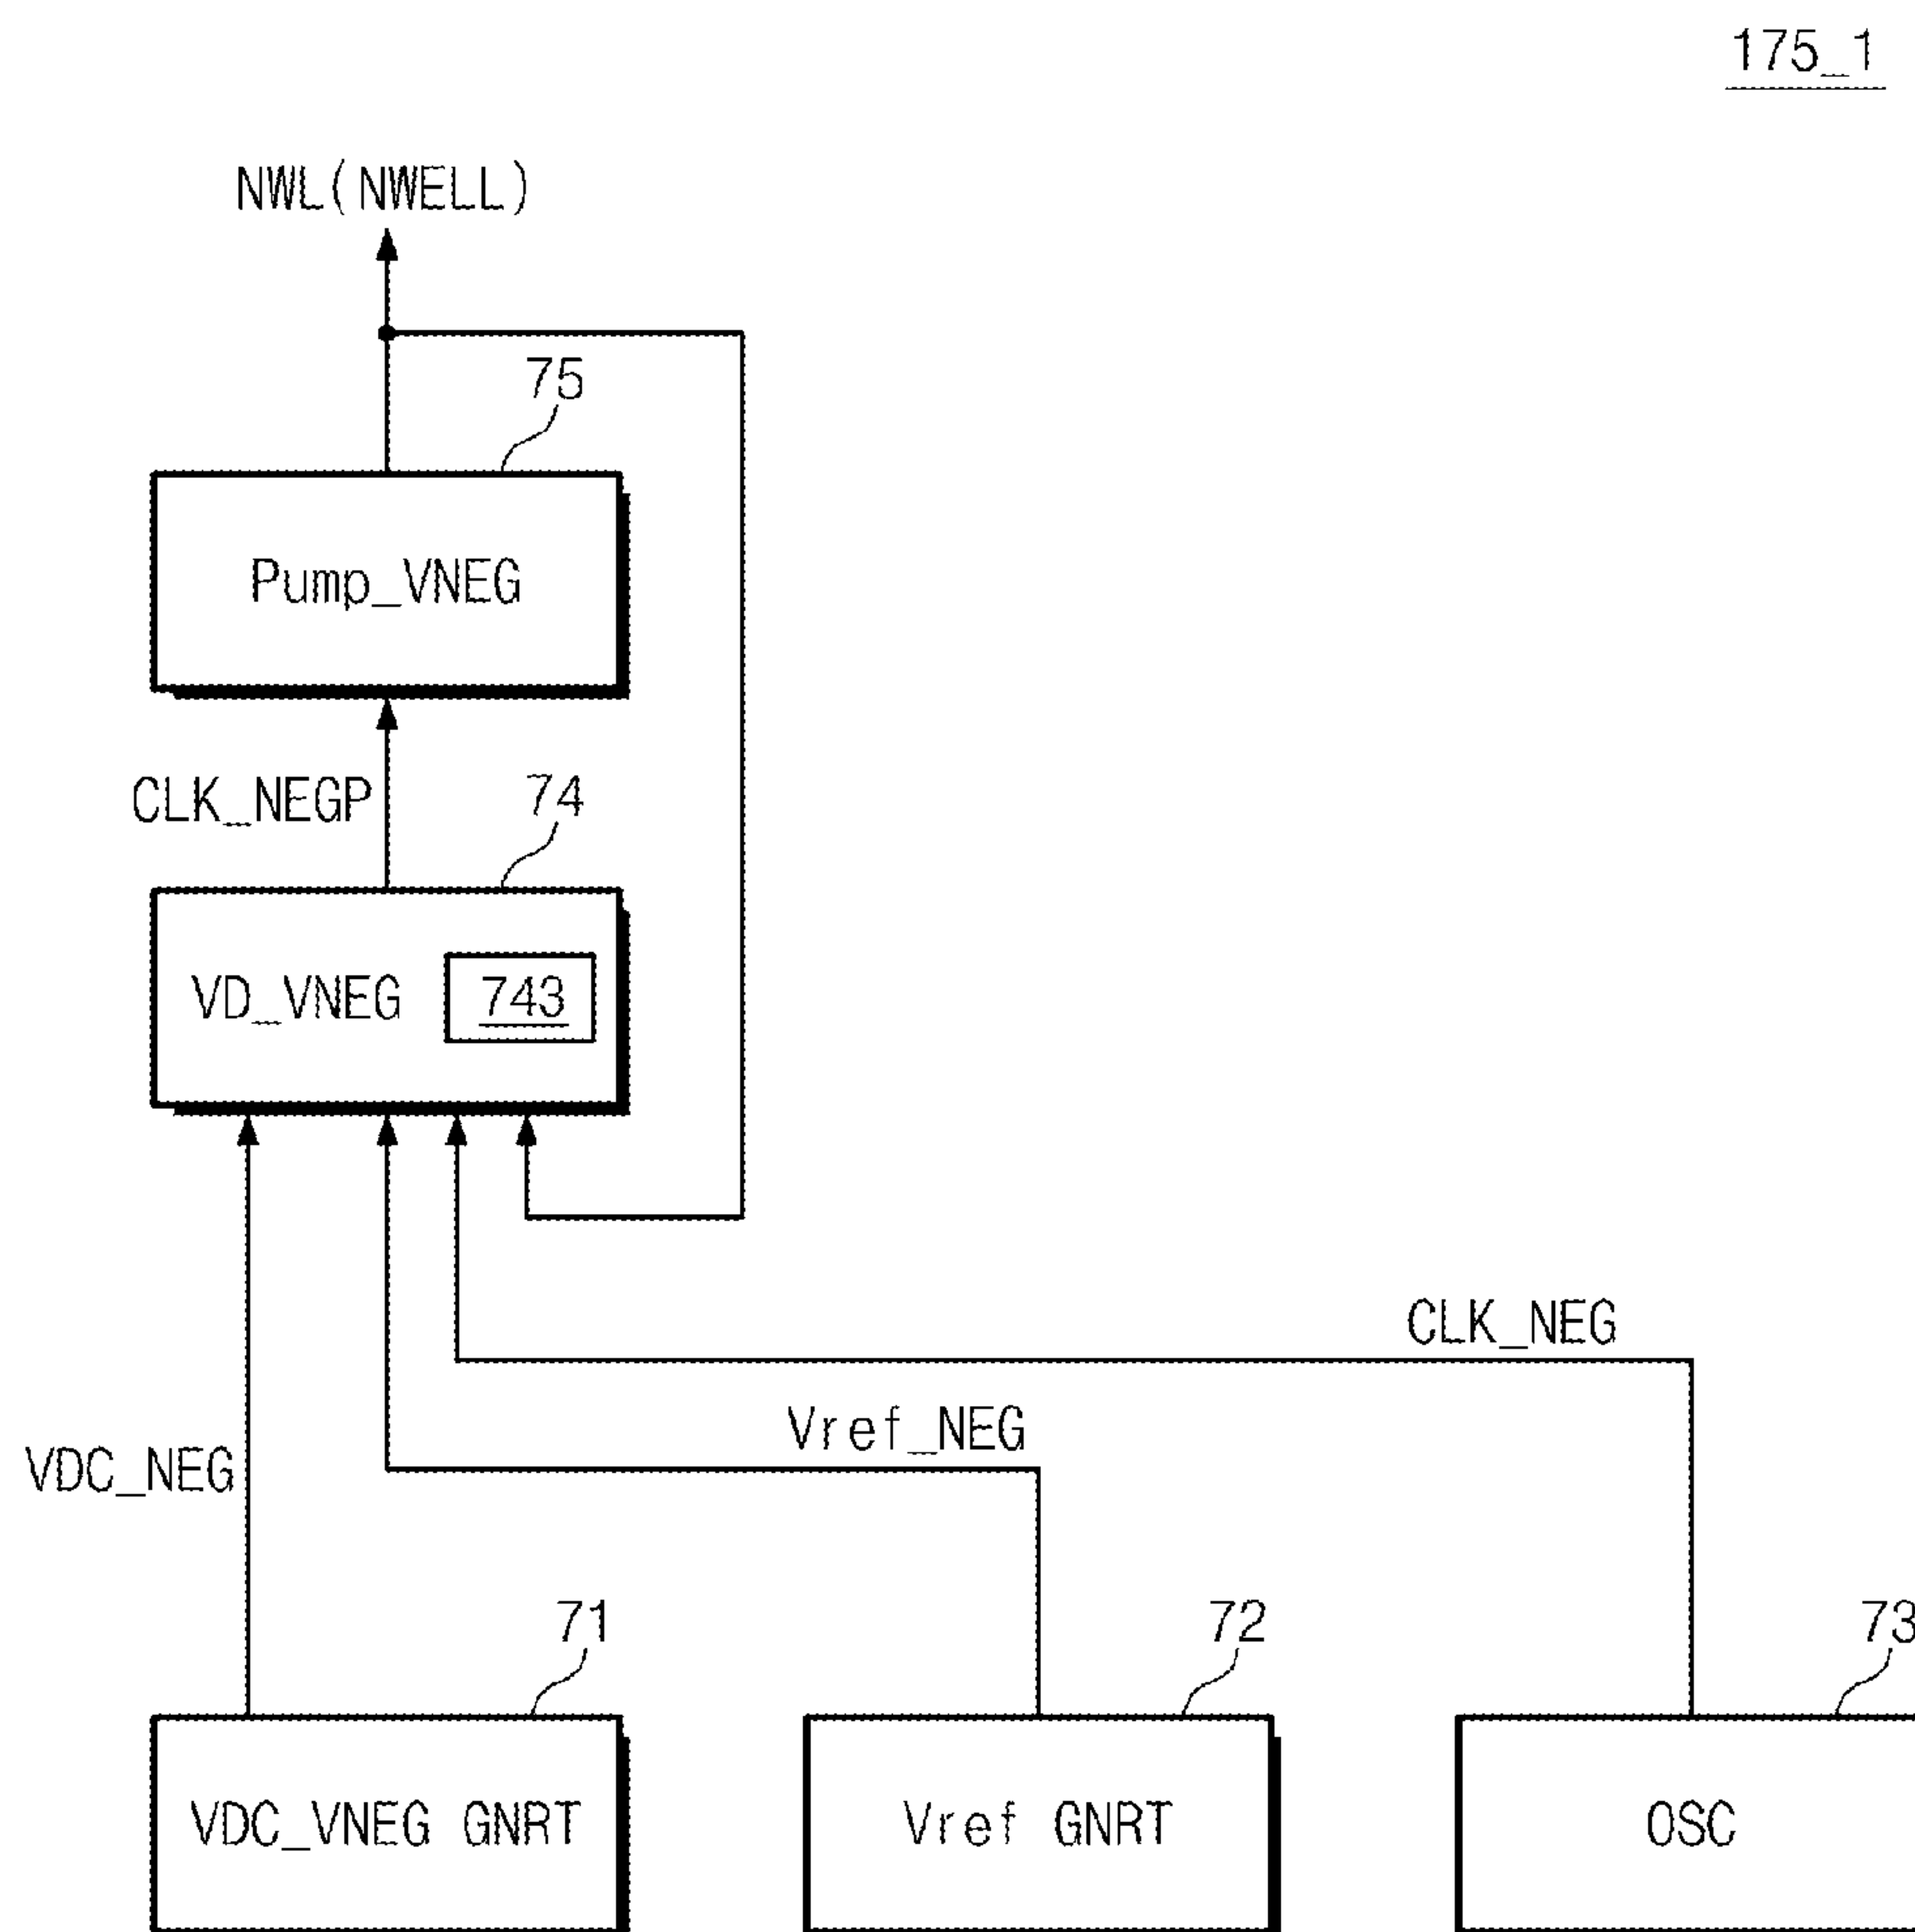 175_1
NWL(NWELL)
75
Pump_VNEG
CLK_NEGP
74
VD_VNEG 743
CLK_NEG
Vref_NEG
VDC_NEG
71 72 73
VDC_VNEG GNRT Vref GNRT OSC